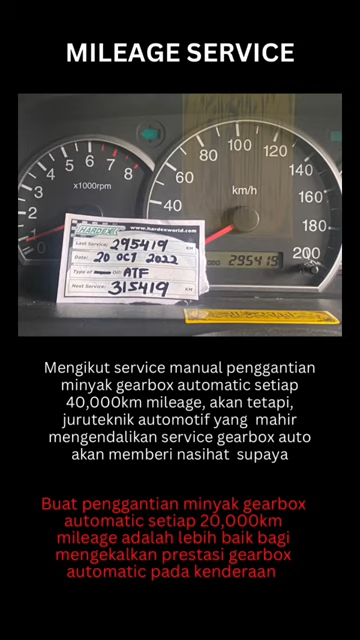 MILEAGE SERVICE
x1000rpm
1
2
3
4
5
6
7
8
km/h
40
60
80
100
120
140
160
180
200
HARDEX
www.hardexworld.com
Last Service: 295419 KM
Date: 20 OCT 2022
Type of Oil: ATF
Next Service: 315419 KM
295419
Mengikut service manual penggantian
minyak gearbox automatic setiap
40,000km mileage, akan tetapi,
juruteknik automotif yang mahir
mengendalikan service gearbox auto
akan memberi nasihat supaya
Buat penggantian minyak gearbox
automatic setiap 20,000km
mileage adalah lebih baik bagi
mengekalkan prestasi gearbox
automatic pada kenderaan